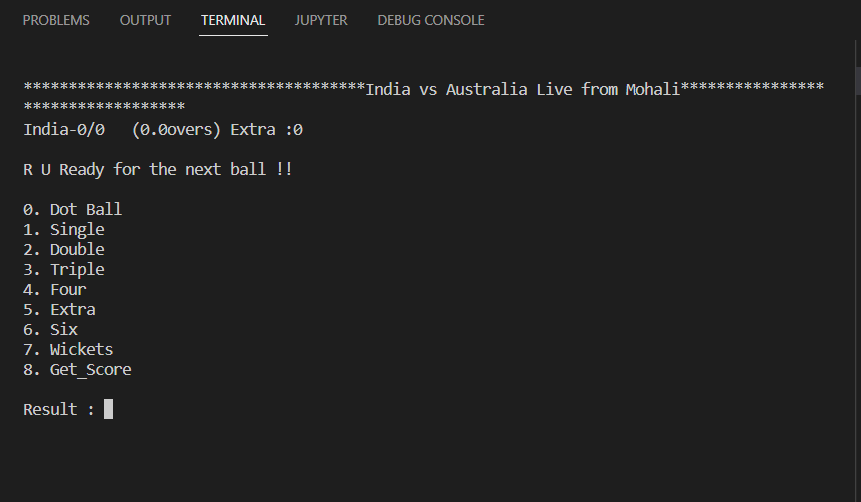 PROBLEMS OUTPUT TERMINAL JUPYTER DEBUG CONSOLE
**************************************India vs Australia Live from Mohali****************
******************
India-0/0   (0.0overs) Extra :0
R U Ready for the next ball !!
0. Dot Ball
1. Single
2. Double
3. Triple
4. Four
5. Extra
6. Six
7. Wickets
8. Get_Score
Result :